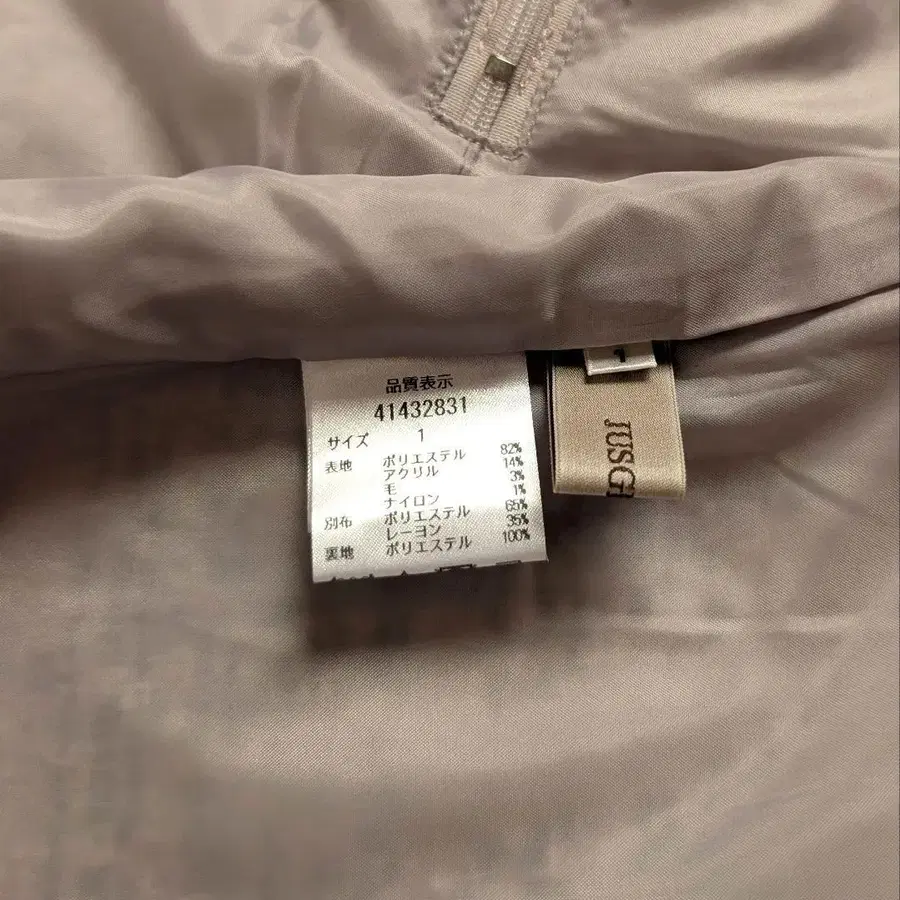 品質表示
41432831
サイズ 1
表地 ポリエステル 82%
アクリル 14%
毛 3%
ナイロン 1%
別布 ポリエステル 65%
レーヨン 35%
裏地 ポリエステル 100%
1
JUSG